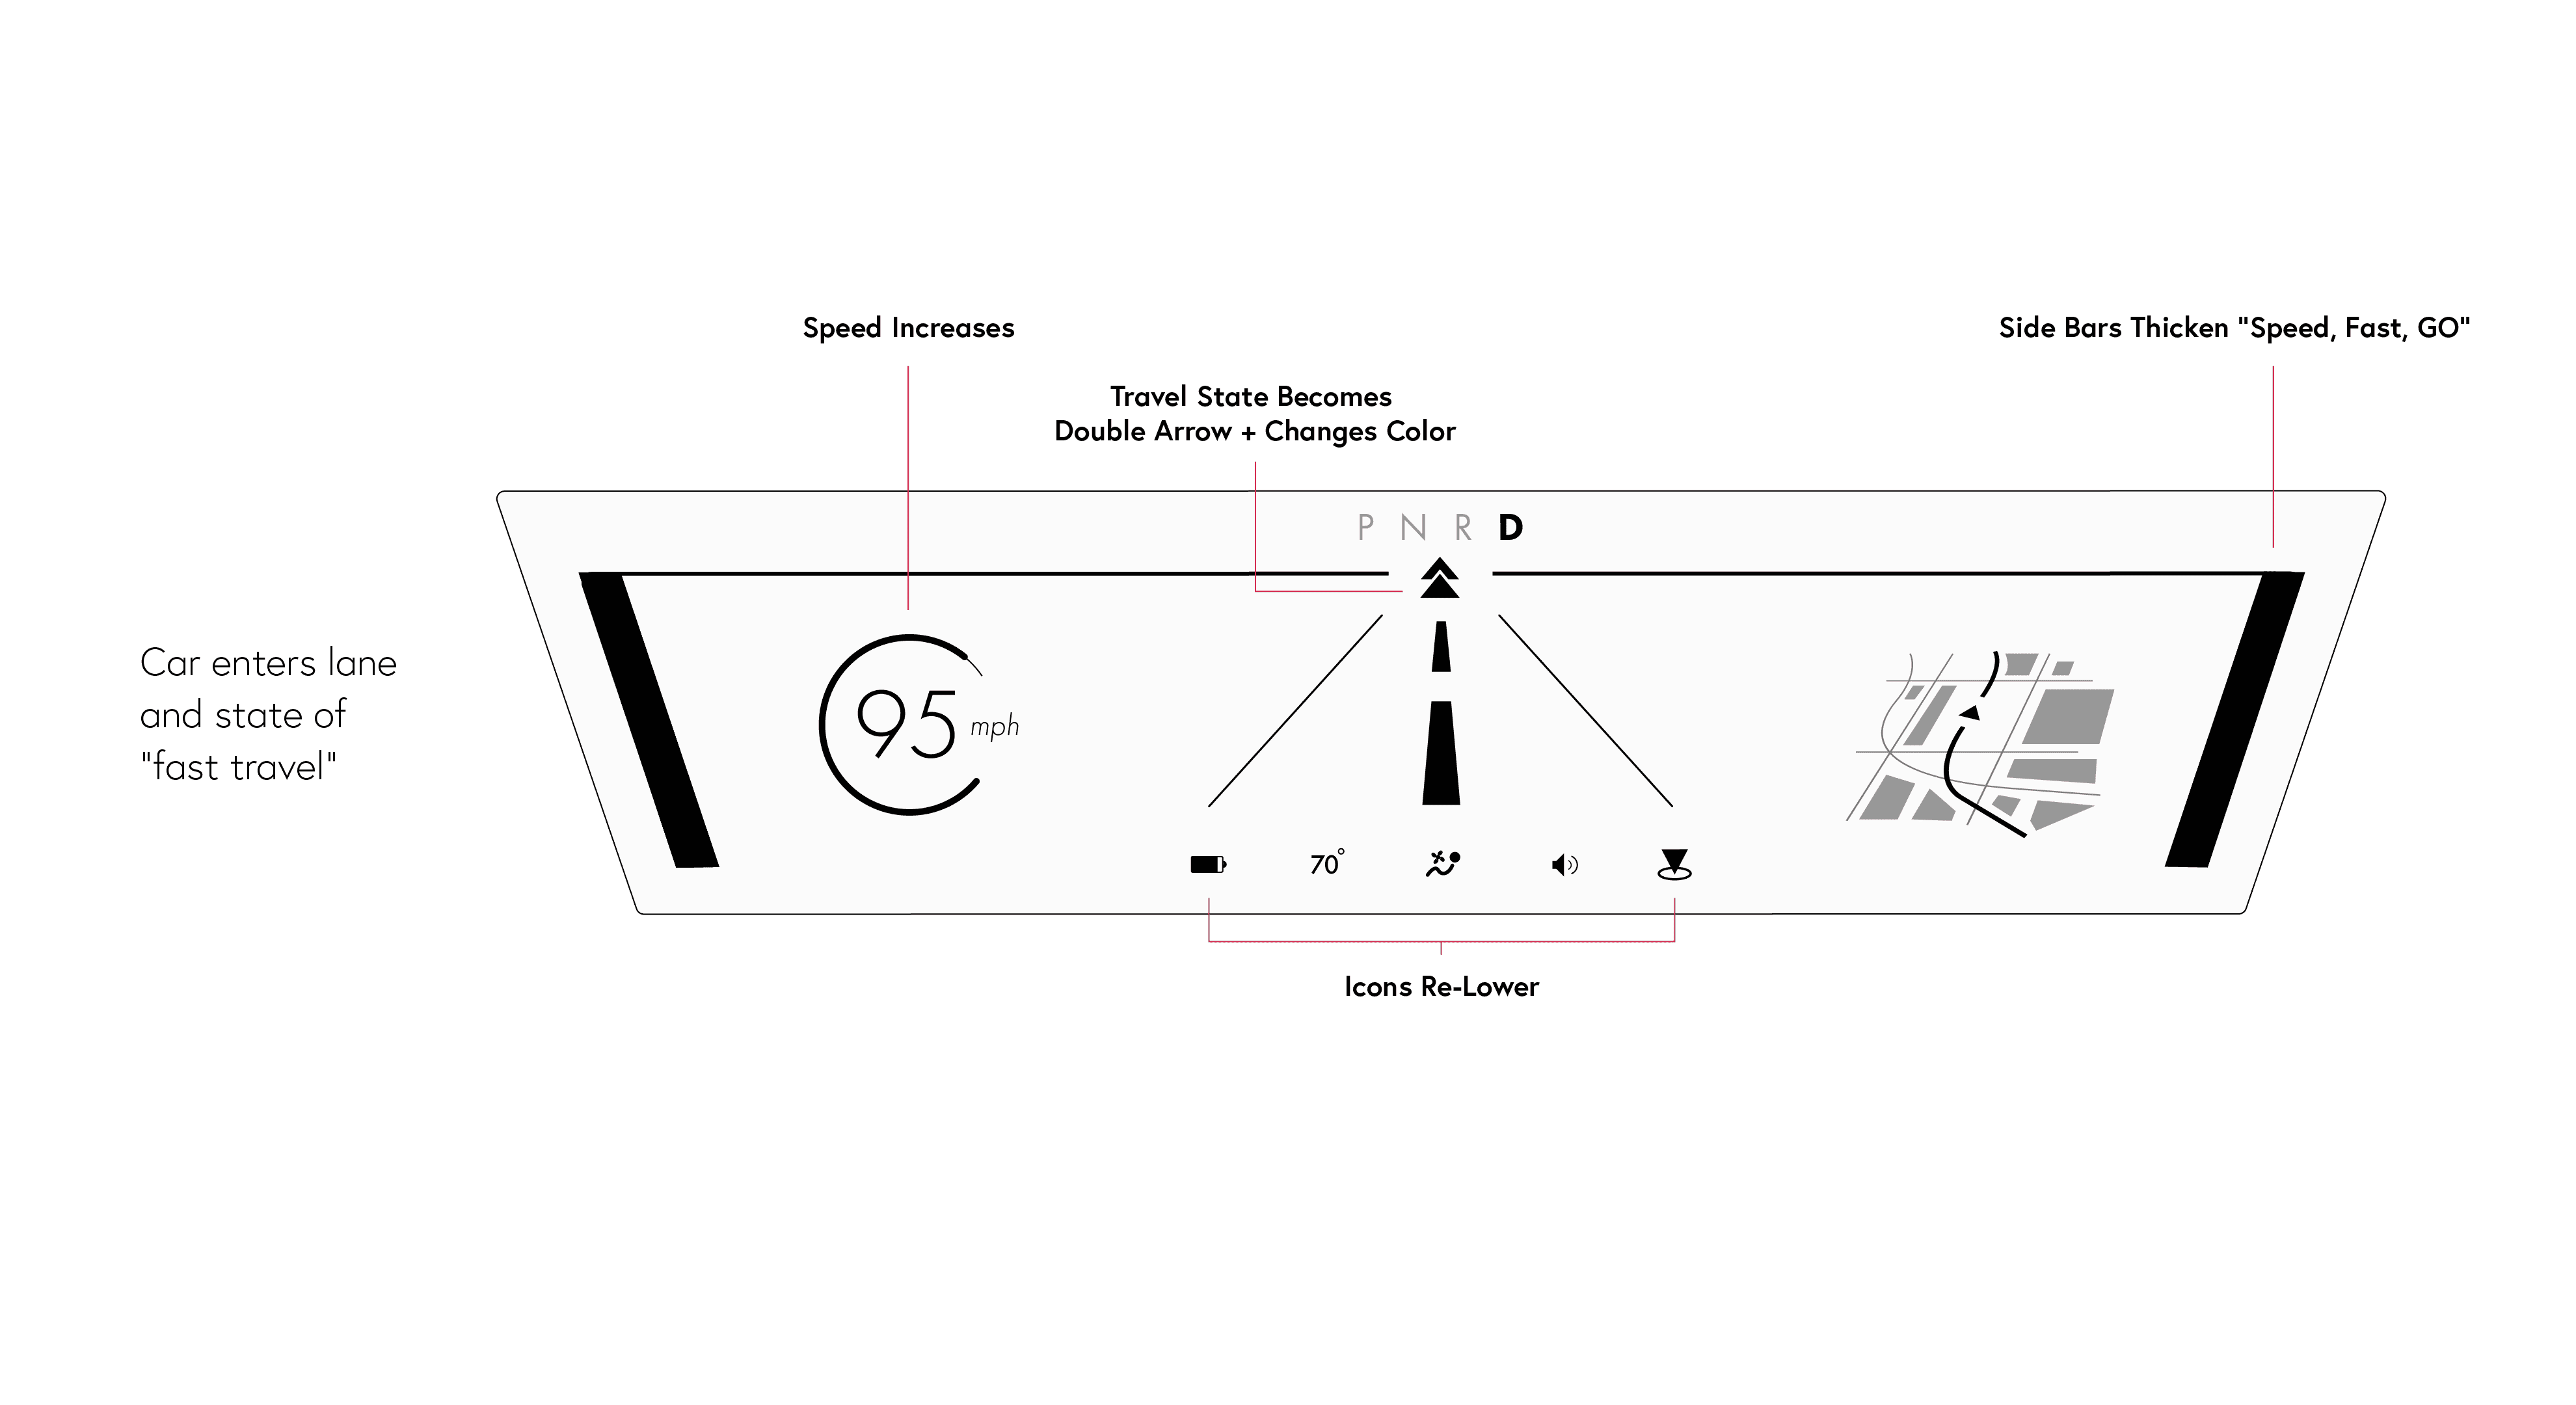 Speed Increases
Side Bars Thicken "Speed, Fast, GO"
Travel State Becomes
Double Arrow + Changes Color
P N R D
Car enters lane
and state of
"fast travel"
95 mph
70°
Icons Re-Lower